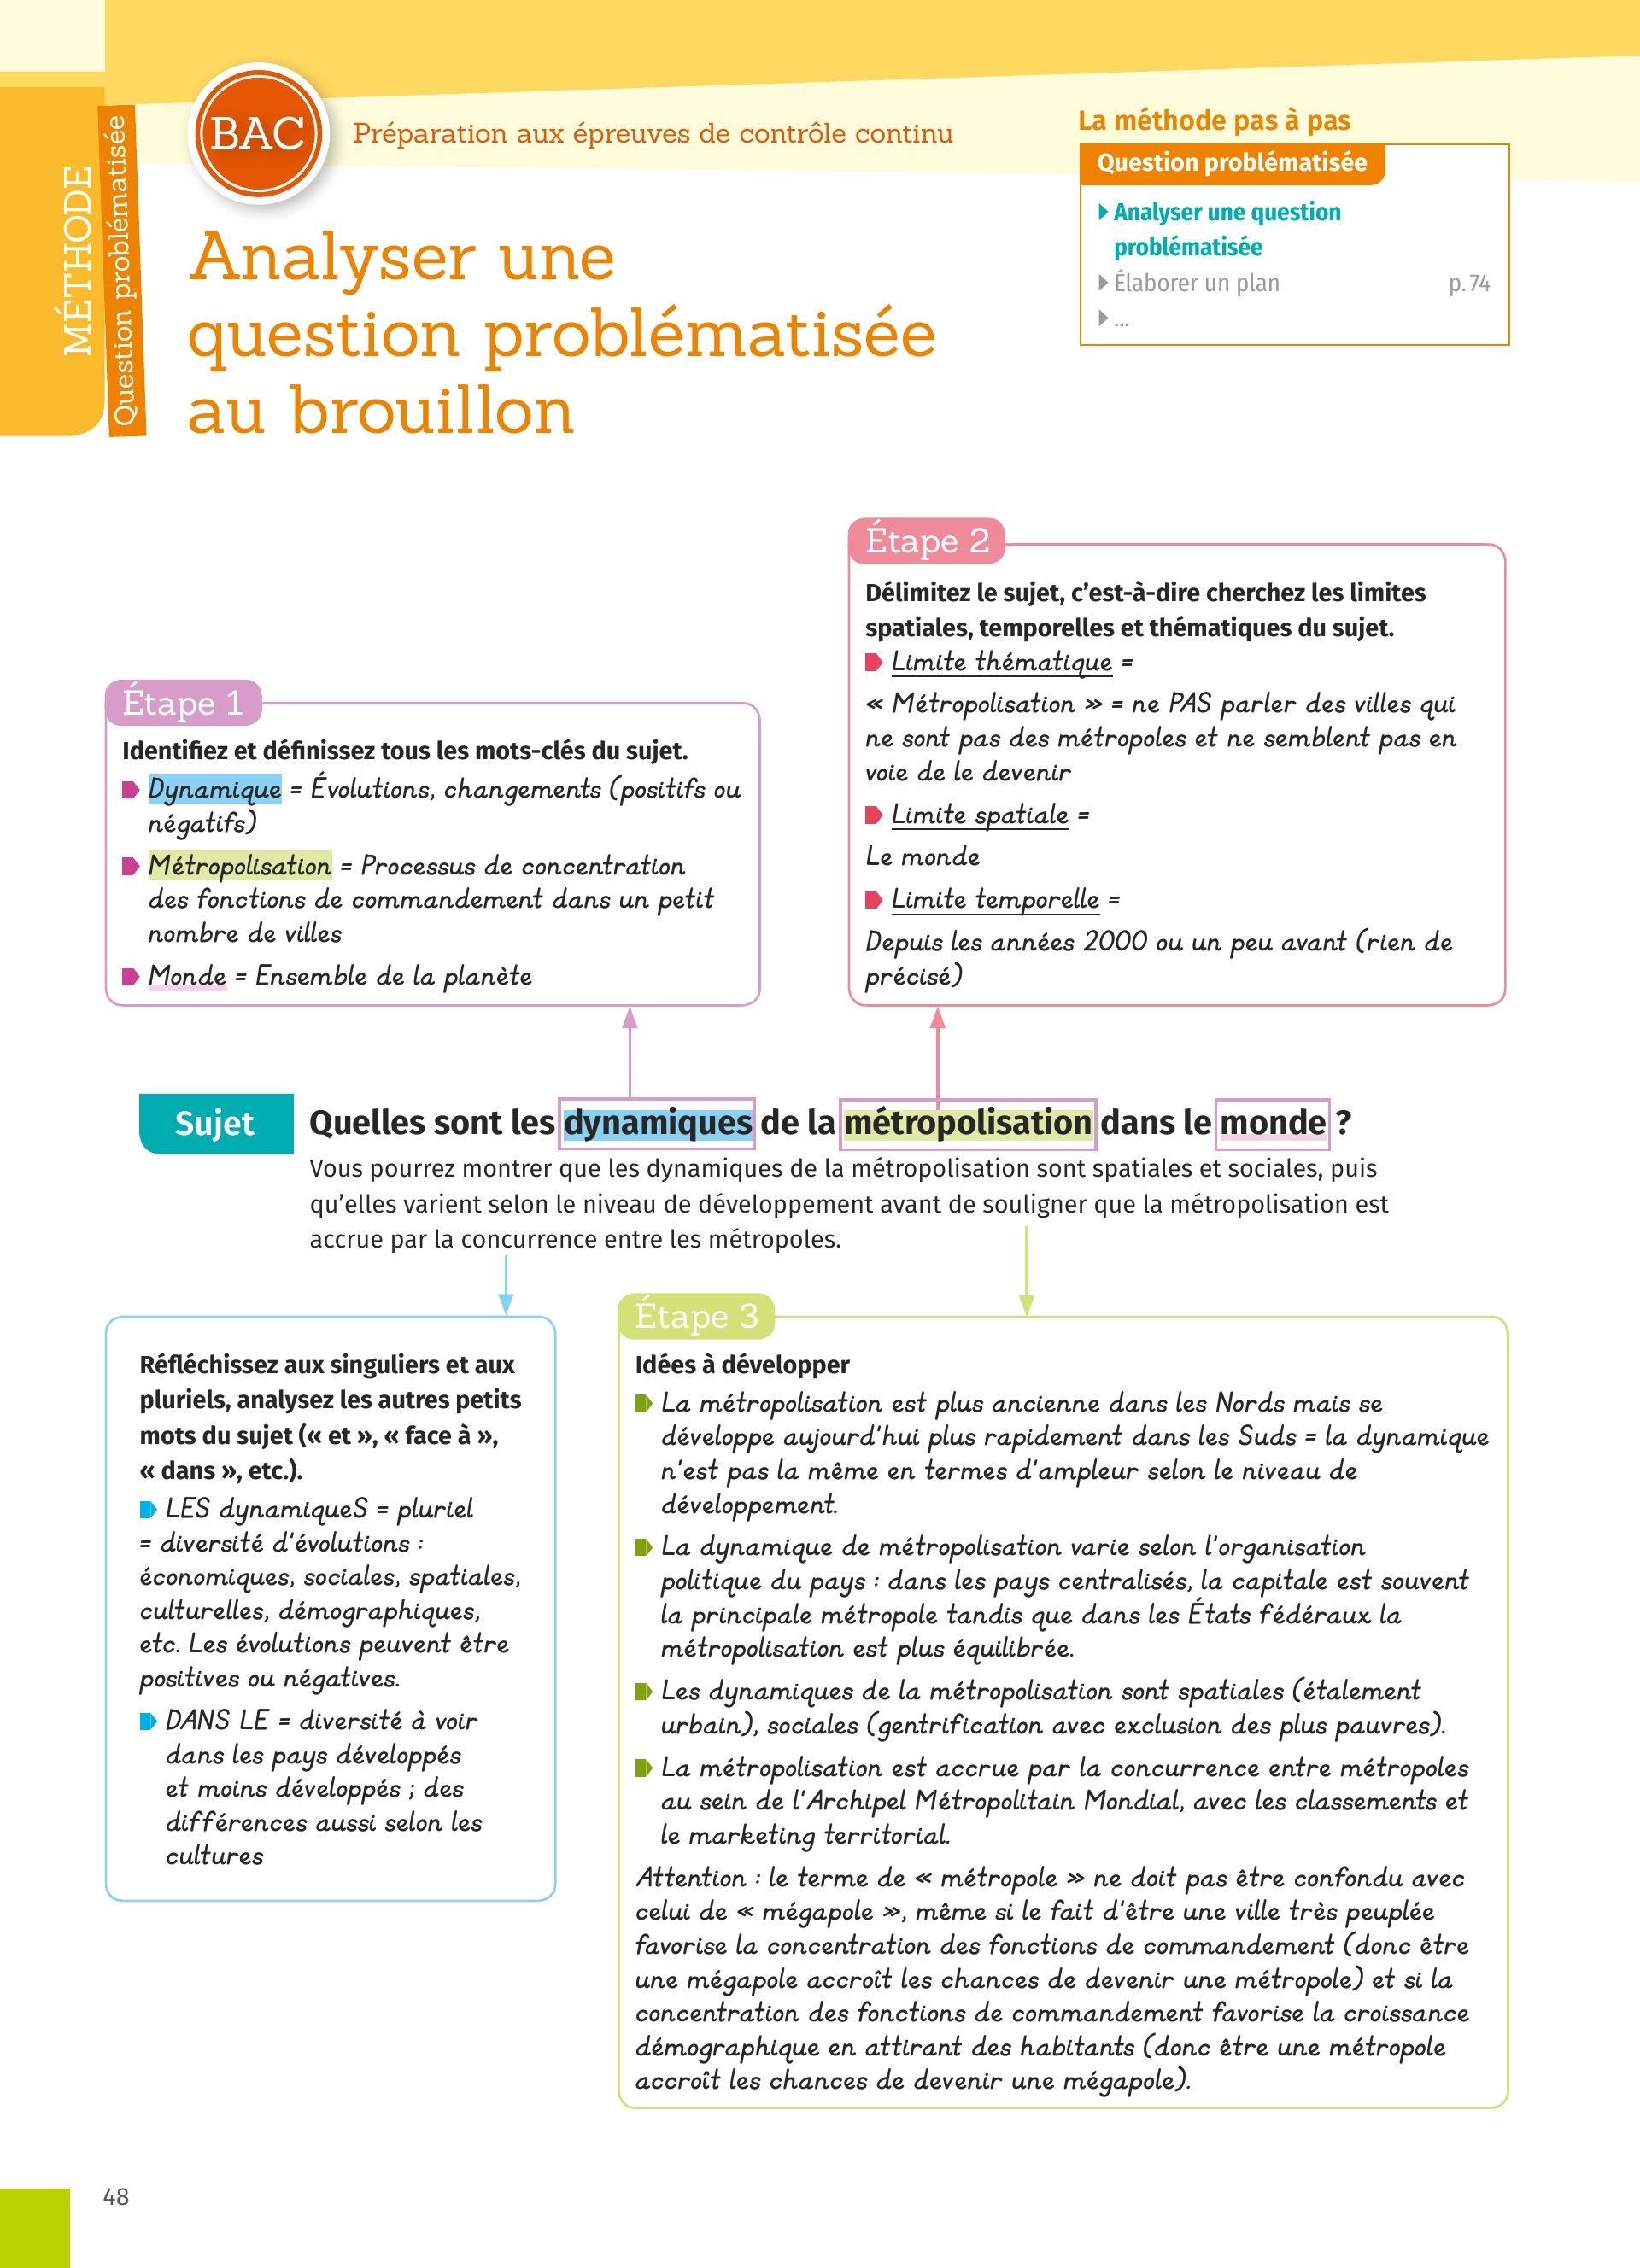 MÉTHODE
Question problématisée
BAC
Préparation aux épreuves de contrôle continu
La méthode pas à pas
Question problématisée
Analyser une question
problématisée
Élaborer un plan p. 74
...
Analyser une
question problématisée
au brouillon
Étape 1
Identifiez et définissez tous les mots-clés du sujet.
Dynamique = Évolutions, changements (positifs ou
négatifs)
Métropolisation = Processus de concentration
des fonctions de commandement dans un petit
nombre de villes
Monde = Ensemble de la planète
Étape 2
Délimitez le sujet, c’est-à-dire cherchez les limites
spatiales, temporelles et thématiques du sujet.
Limite thématique =
« Métropolisation » = ne PAS parler des villes qui
ne sont pas des métropoles et ne semblent pas en
voie de le devenir
Limite spatiale =
Le monde
Limite temporelle =
Depuis les années 2000 ou un peu avant (rien de
précisé)
Sujet
Quelles sont les dynamiques de la métropolisation dans le monde ?
Vous pourrez montrer que les dynamiques de la métropolisation sont spatiales et sociales, puis
qu’elles varient selon le niveau de développement avant de souligner que la métropolisation est
accrue par la concurrence entre les métropoles.
Réfléchissez aux singuliers et aux
pluriels, analysez les autres petits
mots du sujet (« et », « face à »,
« dans », etc.).
LES dynamiqueS = pluriel
= diversité d'évolutions :
économiques, sociales, spatiales,
culturelles, démographiques,
etc. Les évolutions peuvent être
positives ou négatives.
DANS LE = diversité à voir
dans les pays développés
et moins développés ; des
différences aussi selon les
cultures
Étape 3
Idées à développer
La métropolisation est plus ancienne dans les Nords mais se
développe aujourd'hui plus rapidement dans les Suds = la dynamique
n'est pas la même en termes d'ampleur selon le niveau de
développement.
La dynamique de métropolisation varie selon l'organisation
politique du pays : dans les pays centralisés, la capitale est souvent
la principale métropole tandis que dans les États fédéraux la
métropolisation est plus équilibrée.
Les dynamiques de la métropolisation sont spatiales (étalement
urbain), sociales (gentrification avec exclusion des plus pauvres).
La métropolisation est accrue par la concurrence entre métropoles
au sein de l'Archipel Métropolitain Mondial, avec les classements et
le marketing territorial.
Attention : le terme de « métropole » ne doit pas être confondu avec
celui de « mégapole », même si le fait d'être une ville très peuplée
favorise la concentration des fonctions de commandement (donc être
une mégapole accroît les chances de devenir une métropole) et si la
concentration des fonctions de commandement favorise la croissance
démographique en attirant des habitants (donc être une métropole
accroît les chances de devenir une mégapole).
48